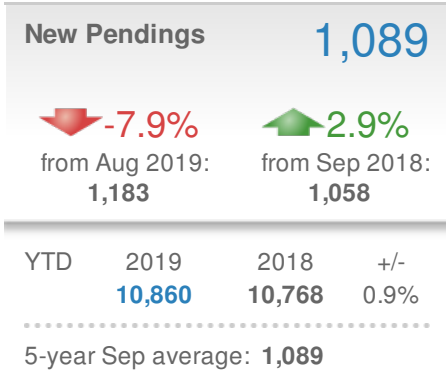 New Pendings 1,089
-7.9% 2.9%
from Aug 2019: from Sep 2018:
1,183 1,058
YTD 2019 2018 +/-
10,860 10,768 0.9%
5-year Sep average: 1,089